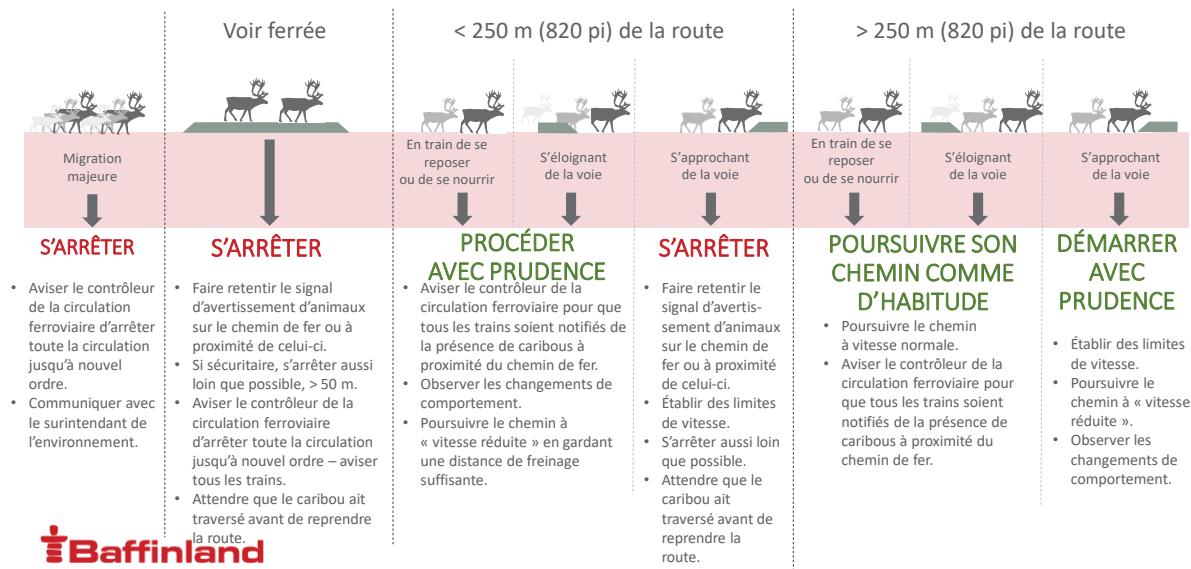 Voir ferrée
< 250 m (820 pi) de la route
> 250 m (820 pi) de la route
Migration
majeure
En train de se
reposer
ou de se nourrir
S'éloignant
de la voie
S'approchant
de la voie
En train de se
reposer
ou de se nourrir
S'éloignant
de la voie
S'approchant
de la voie
S'ARRÊTER
• Aviser le contrôleur
de la circulation
ferroviaire d'arrêter
toute la circulation
jusqu'à nouvel
ordre.
• Communiquer avec
le surintendant de
l'environnement.
S'ARRÊTER
• Faire retentir le signal
d'avertissement d'animaux
sur le chemin de fer ou à
proximité de celui-ci.
• Si sécuritaire, s'arrêter aussi
loin que possible, > 50 m.
• Aviser le contrôleur de la
circulation ferroviaire
d'arrêter toute la circulation
jusqu'à nouvel ordre – aviser
tous les trains.
• Attendre que le caribou ait
traversé avant de reprendre
la route.
PROCÉDER
AVEC PRUDENCE
• Aviser le contrôleur de la
circulation ferroviaire pour que
tous les trains soient notifiés de
la présence de caribous à
proximité du chemin de fer.
• Observer les changements de
comportement.
• Poursuivre le chemin à
« vitesse réduite » en gardant
une distance de freinage
suffisante.
S'ARRÊTER
• Faire retentir le
signal d'avertis-
sement d'animaux
sur le chemin de
fer ou à proximité
de celui-ci.
• Établir des limites
de vitesse.
• S'arrêter aussi loin
que possible.
• Attendre que le
caribou ait
traversé avant de
reprendre la
route.
POURSUIVRE SON
CHEMIN COMME
D'HABITUDE
• Poursuivre le chemin
à vitesse normale.
• Aviser le contrôleur de la
circulation ferroviaire pour
que tous les trains soient
notifiés de la présence de
caribous à proximité du
chemin de fer.
DÉMARRER
AVEC
PRUDENCE
• Établir des limites
de vitesse.
• Poursuivre le
chemin à « vitesse
réduite ».
• Observer les
changements de
comportement.
Baffinland